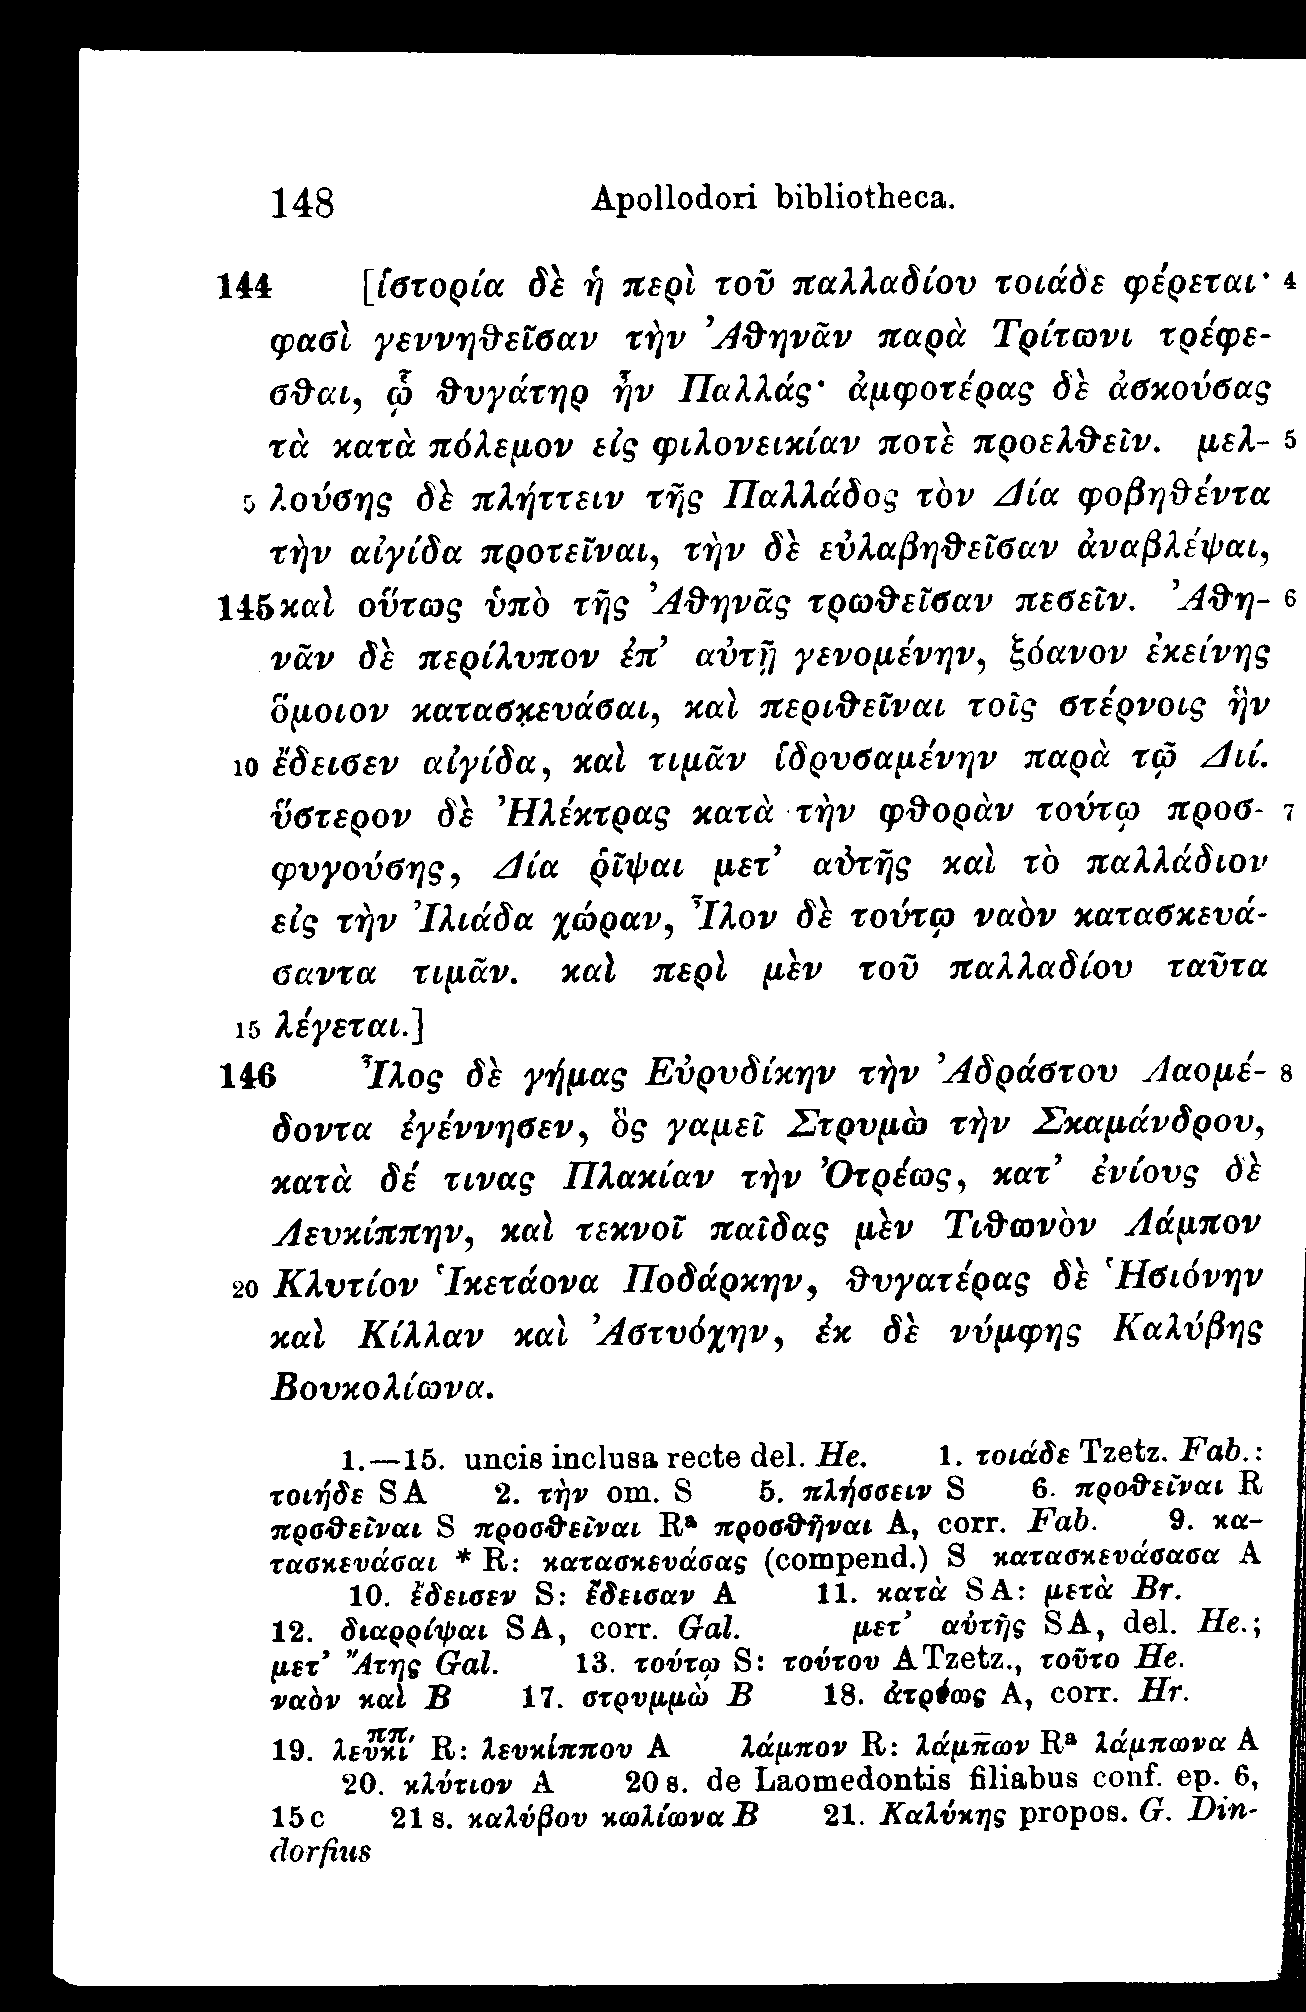 148 Apollodori bibliotheca.
144 [ἱστορία δὲ ἡ περὶ τοῦ παλλαδίου τοιάδε φέρεται· 4
φασὶ γεννηθεῖσαν τὴν Ἀθηνᾶν παρὰ Τρίτωνι τρέφε-
σθαι, ᾧ θυγάτηρ ἦν Παλλάς· ἀμφοτέρας δὲ ἀσκούσας
τὰ κατὰ πόλεμον εἰς φιλονεικίαν ποτὲ προελθεῖν. μελ- 5
5 λούσης δὲ πλήττειν τῆς Παλλάδος τὸν Δία φοβηθέντα
τὴν αἰγίδα προτεῖναι, τὴν δὲ εὐλαβηθεῖσαν ἀναβλέψαι,
145 καὶ οὕτως ὑπὸ τῆς Ἀθηνᾶς τρωθεῖσαν πεσεῖν. Ἀθη- 6
νᾶν δὲ περίλυπον ἐπ’ αὐτῇ γενομένην, ξόανον ἐκείνης
ὅμοιον κατασκευάσαι, καὶ περιθεῖναι τοῖς στέρνοις ἣν
10 ἔδεισεν αἰγίδα, καὶ τιμᾶν ἱδρυσαμένην παρὰ τῷ Διί.
ὕστερον δὲ Ἠλέκτρας κατὰ τὴν φθορὰν τούτῳ προσ- 7
φυγούσης, Δία ῥῖψαι μετ’ αὐτῆς καὶ τὸ παλλάδιον
εἰς τὴν Ἰλιάδα χώραν, Ἶλον δὲ τούτῳ ναὸν κατασκευά-
σαντα τιμᾶν. καὶ περὶ μὲν τοῦ παλλαδίου ταῦτα
15 λέγεται.]
146 Ἶλος δὲ γήμας Εὐρυδίκην τὴν Ἀδράστου Λαομέ- 8
δοντα ἐγέννησεν, ὃς γαμεῖ Στρυμὼ τὴν Σκαμάνδρου,
κατὰ δέ τινας Πλακίαν τὴν Ὀτρέως, κατ’ ἐνίους δὲ
Λευκίππην, καὶ τεκνοῖ παῖδας μὲν Τιθωνὸν Λάμπον
20 Κλυτίον Ἱκετάονα Ποδάρκην, θυγατέρας δὲ Ἡσιόνην
καὶ Κίλλαν καὶ Ἀστυόχην, ἐκ δὲ νύμφης Καλύβης
Βουκολίωνα.
1.—15. uncis inclusa recte del. He. 1. τοιάδε Tzetz. Fab.:
τοιήδε SA 2. τὴν om. S 5. πλήσσειν S 6. προθεῖναι R
πρσθεῖναι S προσθεῖναι Rᵃ προσθῆναι A, corr. Fab. 9. κα-
τασκευάσαι * R: κατασκευάσας (compend.) S κατασκευάσασα A
10. ἔδεισεν S: ἔδεισαν A 11. κατὰ SA: μετὰ Br.
12. διαρρίψαι SA, corr. Gal. μετ’ αὐτῆς SA, del. He.;
μετ’ Ἄτης Gal. 13. τούτῳ S: τούτου A Tzetz., τοῦτο He.
ναὸν καὶ B 17. στρυμμὼ B 18. ἀτρέως A, corr. Hr.
19. λευκιππ R: λευκίππου A λάμπον R: λάμπων Rᵃ λάμπωνα A
20. κλύτιον A 20 s. de Laomedontis filiabus conf. ep. 6,
15 c 21 s. καλύβου κωλίωνα B 21. Καλύκης propos. G. Din-
dorfius